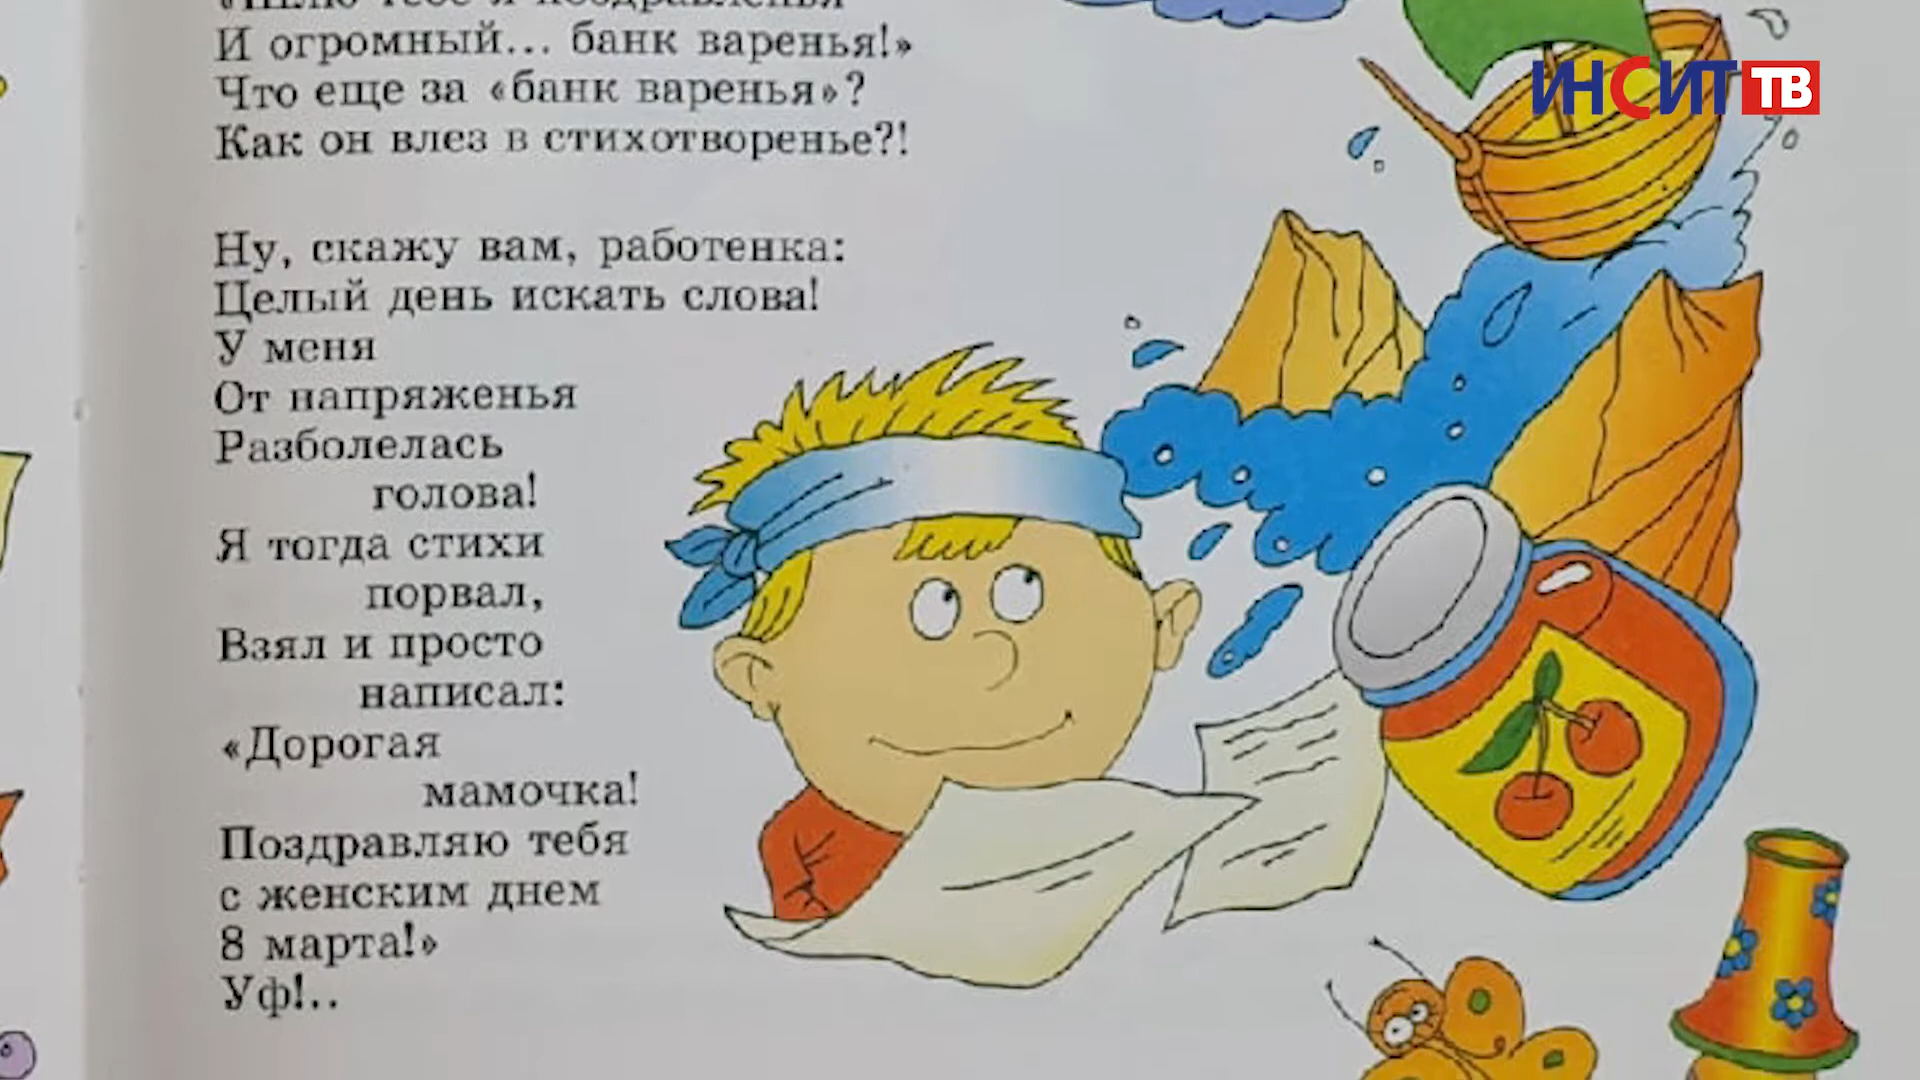 И огромный... банк варенья!»
Что еще за «банк варенья»?
Как он влез в стихотворенье?!
Ну, скажу вам, работенка:
Целый день искать слова!
У меня
От напряженья
Разболелась
голова!
Я тогда стихи
порвал,
Взял и просто
написал:
«Дорогая
мамочка!
Поздравляю тебя
с женским днем
8 марта!»
Уф!..
ИНСИТ ТВ